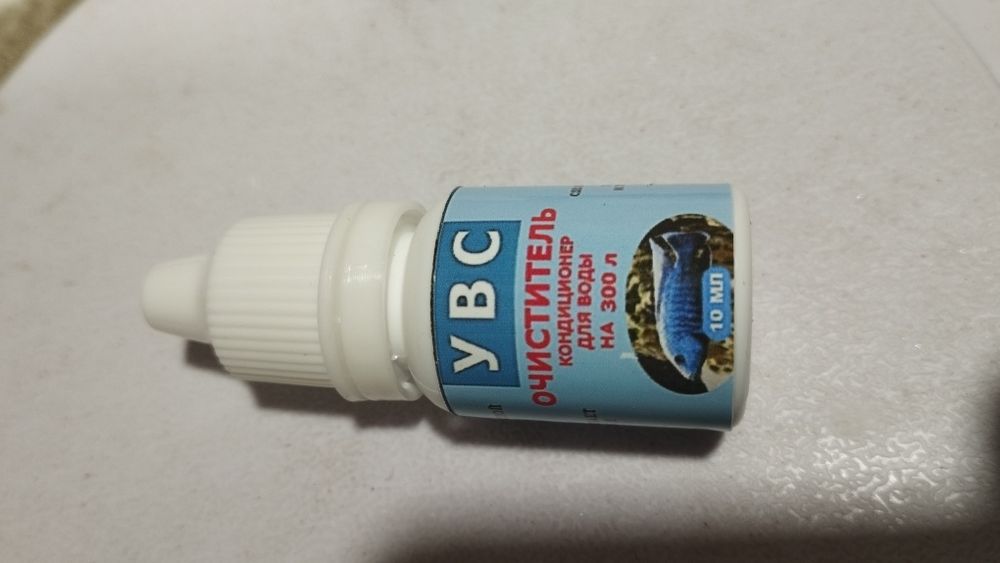 УВС
ОЧИСТИТЕЛЬ
КОНДИЦИОНЕР
ДЛЯ ВОДЫ
НА 300 л
10 МЛ